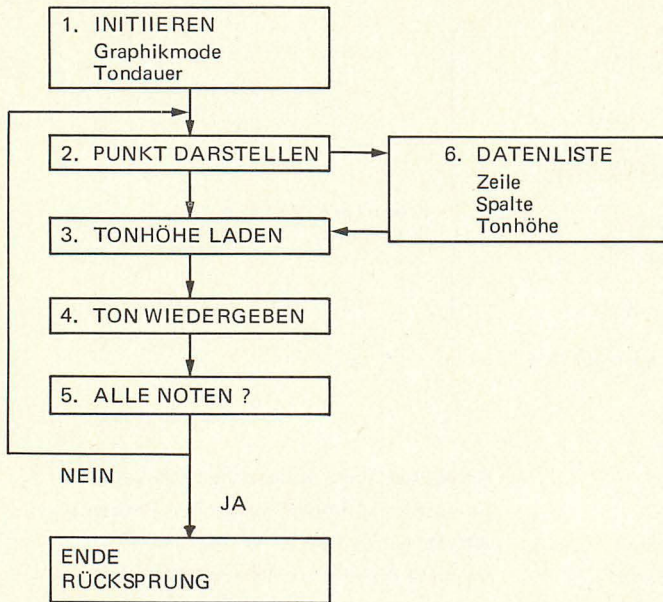 1. INITIIEREN
Graphikmode
Tondauer
2. PUNKT DARSTELLEN
6. DATENLISTE
Zeile
Spalte
Tonhöhe
3. TONHÖHE LADEN
4. TON WIEDERGEBEN
5. ALLE NOTEN ?
NEIN
JA
ENDE
RÜCKSPRUNG